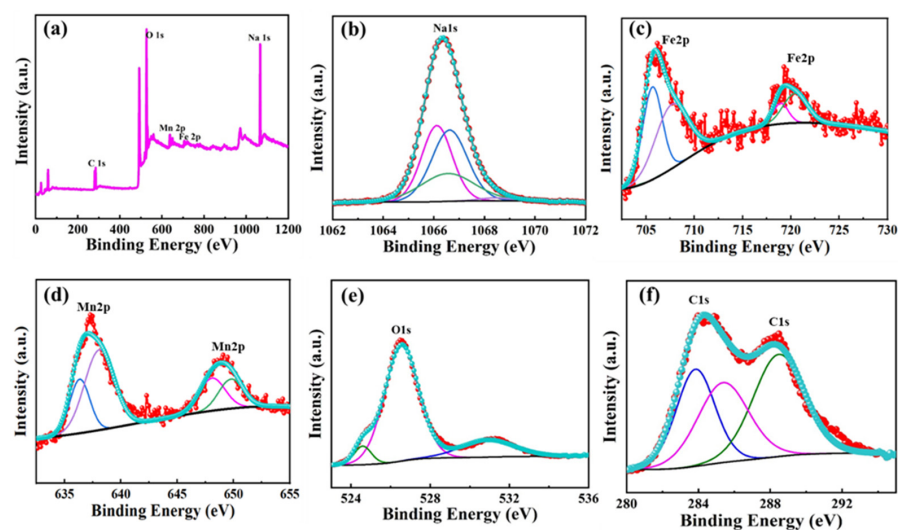 (a)
O 1s
Na 1s
Mn 2p
Fe 2p
C 1s
Intensity (a.u.)
0 200 400 600 800 1000 1200
Binding Energy (eV)
(b)
Na1s
Intensity (a.u.)
1062 1064 1066 1068 1070 1072
Binding Energy (eV)
(c)
Fe2p
Fe2p
Intensity (a.u.)
705 710 715 720 725 730
Binding Energy (eV)
(d)
Mn2p
Mn2p
Intensity (a.u.)
635 640 645 650 655
Binding Energy (eV)
(e)
O1s
Intensity (a.u.)
524 528 532 536
Binding Energy (eV)
(f)
C1s
C1s
Intensity (a.u.)
280 284 288 292
Binding Energy (eV)